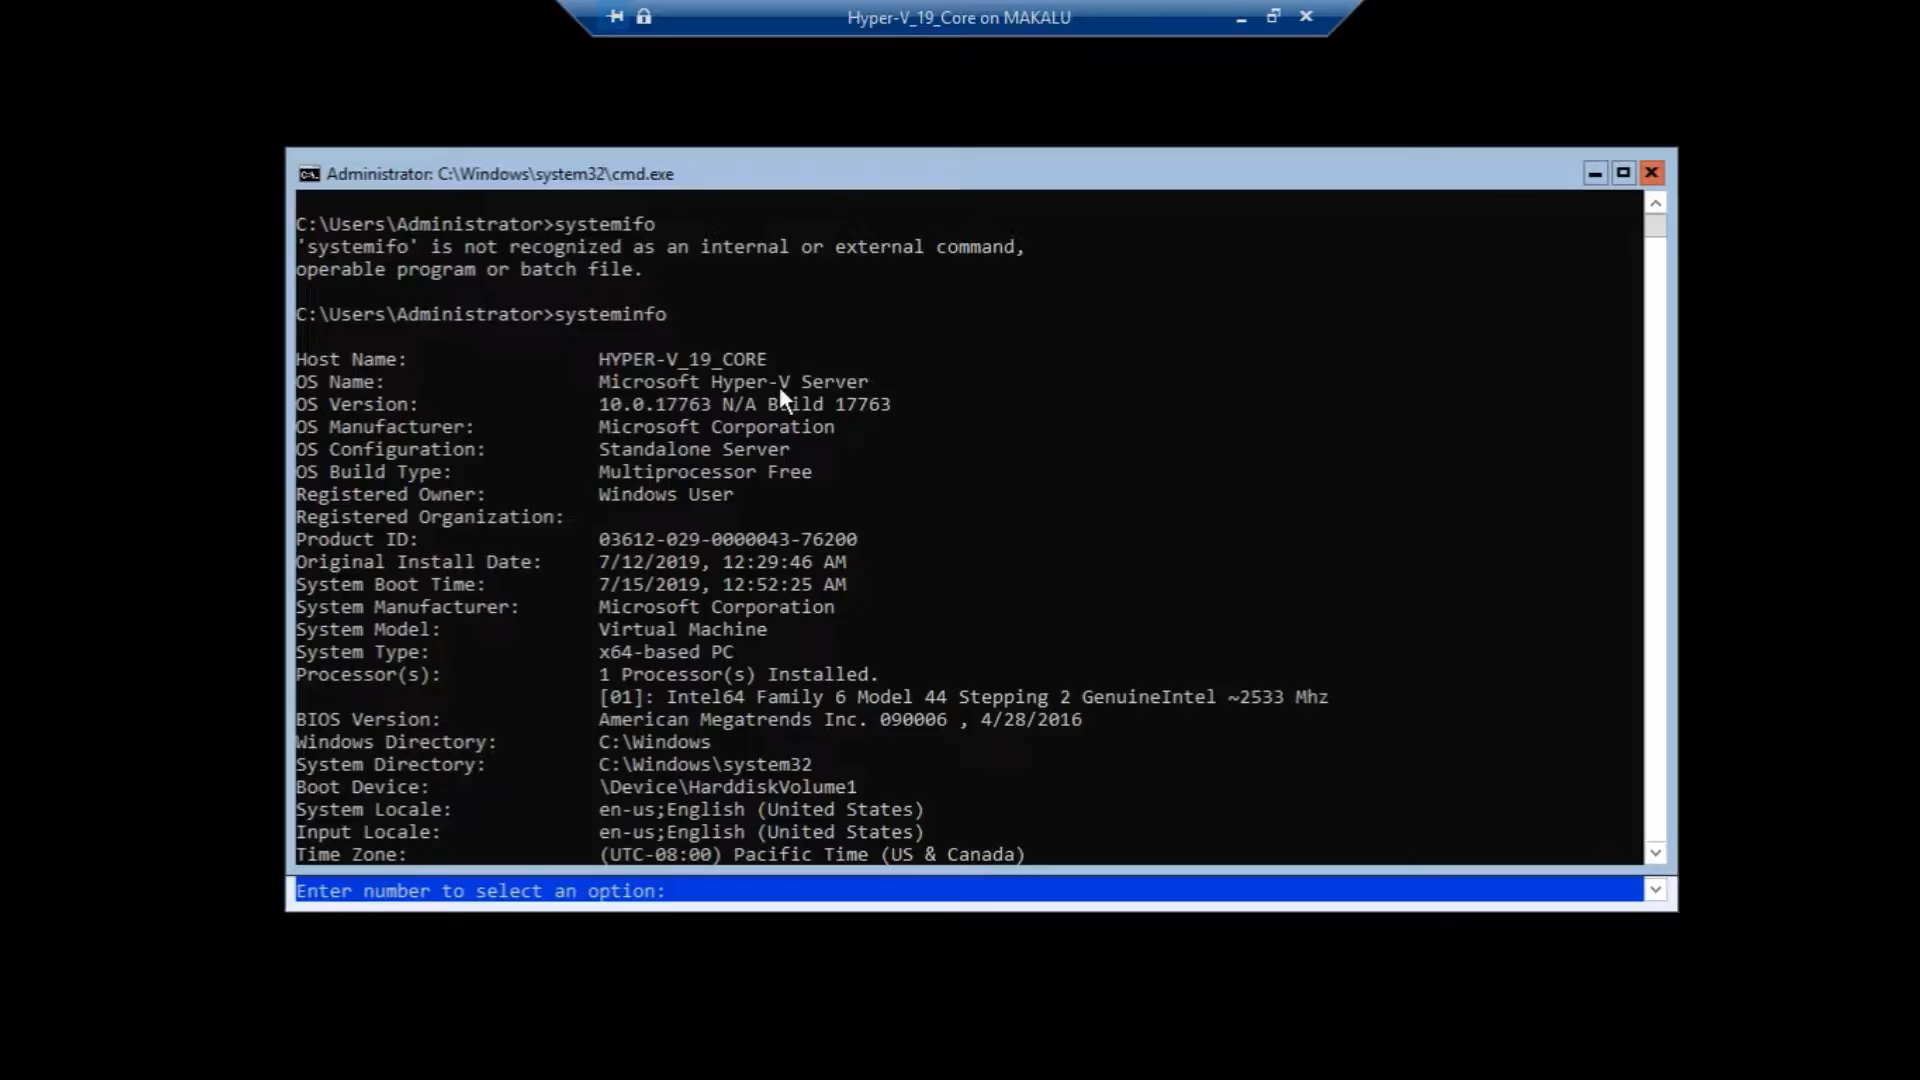 Hyper-V_19_Core on MAKALU
Administrator: C:\Windows\system32\cmd.exe
C:\Users\Administrator>systemifo
'systemifo' is not recognized as an internal or external command,
operable program or batch file.
C:\Users\Administrator>systeminfo
Host Name: HYPER-V_19_CORE
OS Name: Microsoft Hyper-V Server
OS Version: 10.0.17763 N/A Build 17763
OS Manufacturer: Microsoft Corporation
OS Configuration: Standalone Server
OS Build Type: Multiprocessor Free
Registered Owner: Windows User
Registered Organization:
Product ID: 03612-029-0000043-76200
Original Install Date: 7/12/2019, 12:29:46 AM
System Boot Time: 7/15/2019, 12:52:25 AM
System Manufacturer: Microsoft Corporation
System Model: Virtual Machine
System Type: x64-based PC
Processor(s): 1 Processor(s) Installed.
[01]: Intel64 Family 6 Model 44 Stepping 2 GenuineIntel ~2533 Mhz
BIOS Version: American Megatrends Inc. 090006 , 4/28/2016
Windows Directory: C:\Windows
System Directory: C:\Windows\system32
Boot Device: \Device\HarddiskVolume1
System Locale: en-us;English (United States)
Input Locale: en-us;English (United States)
Time Zone: (UTC-08:00) Pacific Time (US & Canada)
Enter number to select an option: